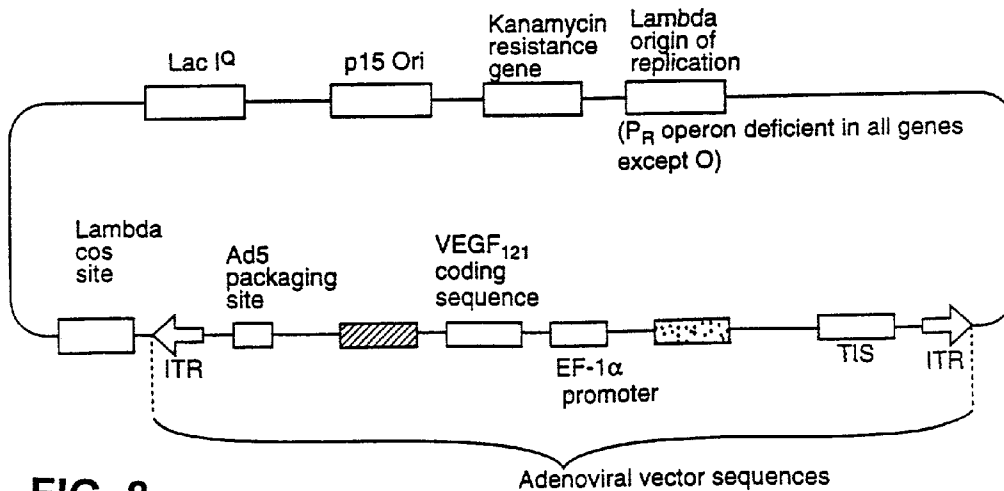 Lac I^Q
p15 Ori
Kanamycin
resistance
gene
Lambda
origin of
replication
(P_R operon deficient in all genes
except O)
Lambda
cos
site
Ad5
packaging
site
VEGF_121
coding
sequence
ITR
EF-1α
promoter
TIS
ITR
Adenoviral vector sequences